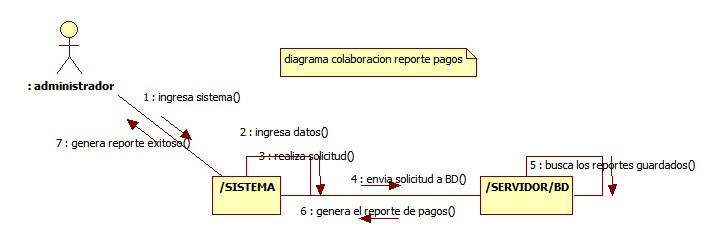 diagrama colaboracion reporte pagos
: administrador
1 : ingresa sistema()
7 : genera reporte exitoso()
2 : ingresa datos()
3 : realiza solicitud()
4 : envia solicitud a BD()
5 : busca los reportes guardados()
/SISTEMA
/SERVIDOR/BD
6 : genera el reporte de pagos()